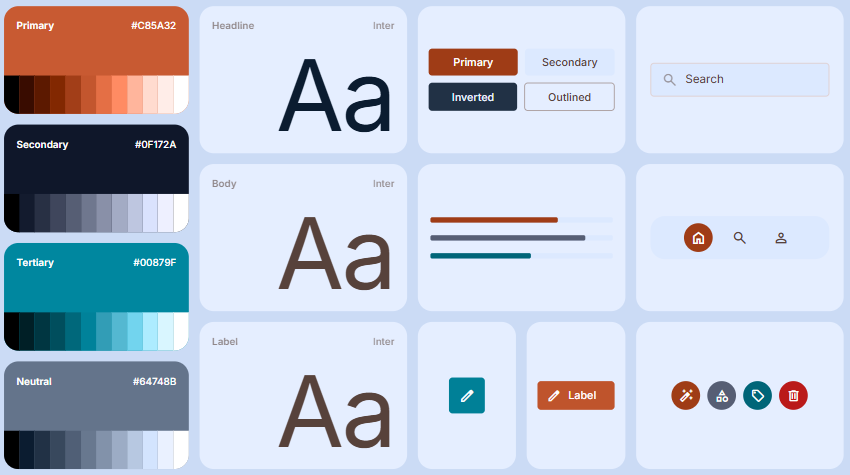 Primary #C85A32
Secondary #0F172A
Tertiary #00879F
Neutral #64748B
Headline Inter
Aa
Body Inter
Aa
Label Inter
Aa
Primary Secondary
Inverted Outlined
Label
Search